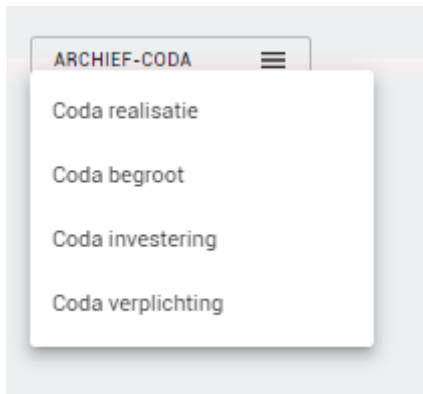 ARCHIEF-CODA
Coda realisatie
Coda begroot
Coda investering
Coda verplichting